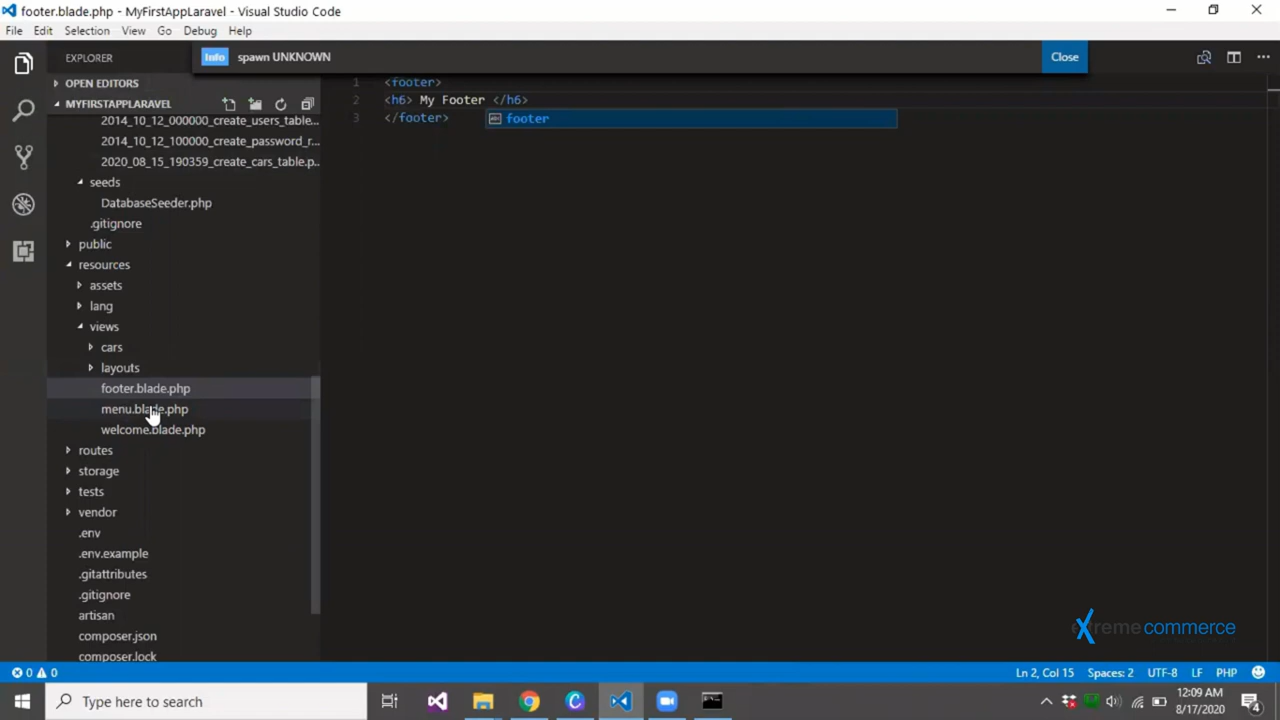 footer.blade.php - MyFirstAppLaravel - Visual Studio Code
File Edit Selection View Go Debug Help
EXPLORER
Info spawn UNKNOWN Close
OPEN EDITORS
MYFIRSTAPPLARAVEL
2014_10_12_000000_create_users_table...
2014_10_12_100000_create_password_r...
2020_08_15_190359_create_cars_table.p...
seeds
DatabaseSeeder.php
.gitignore
public
resources
assets
lang
views
cars
layouts
footer.blade.php
menu.blade.php
welcome.blade.php
routes
storage
tests
vendor
.env
.env.example
.gitattributes
.gitignore
artisan
composer.json
composer.lock
1 <footer>
2 <h6> My Footer </h6>
3 </footer>
abc footer
extreme commerce
0 0
Ln 2, Col 15 Spaces: 2 UTF-8 LF PHP
Type here to search
12:09 AM
8/17/2020
4